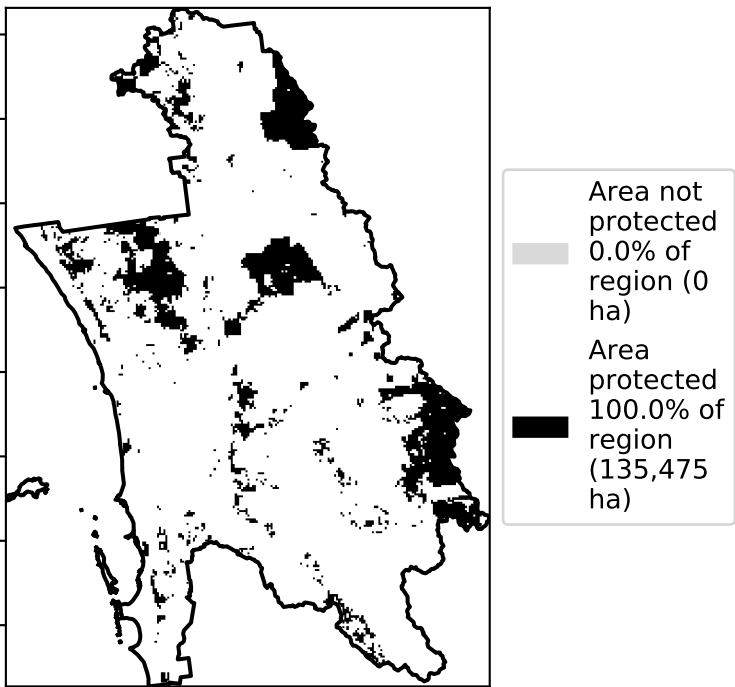 Area not
protected
0.0% of
region (0
ha)
Area
protected
100.0% of
region
(135,475
ha)